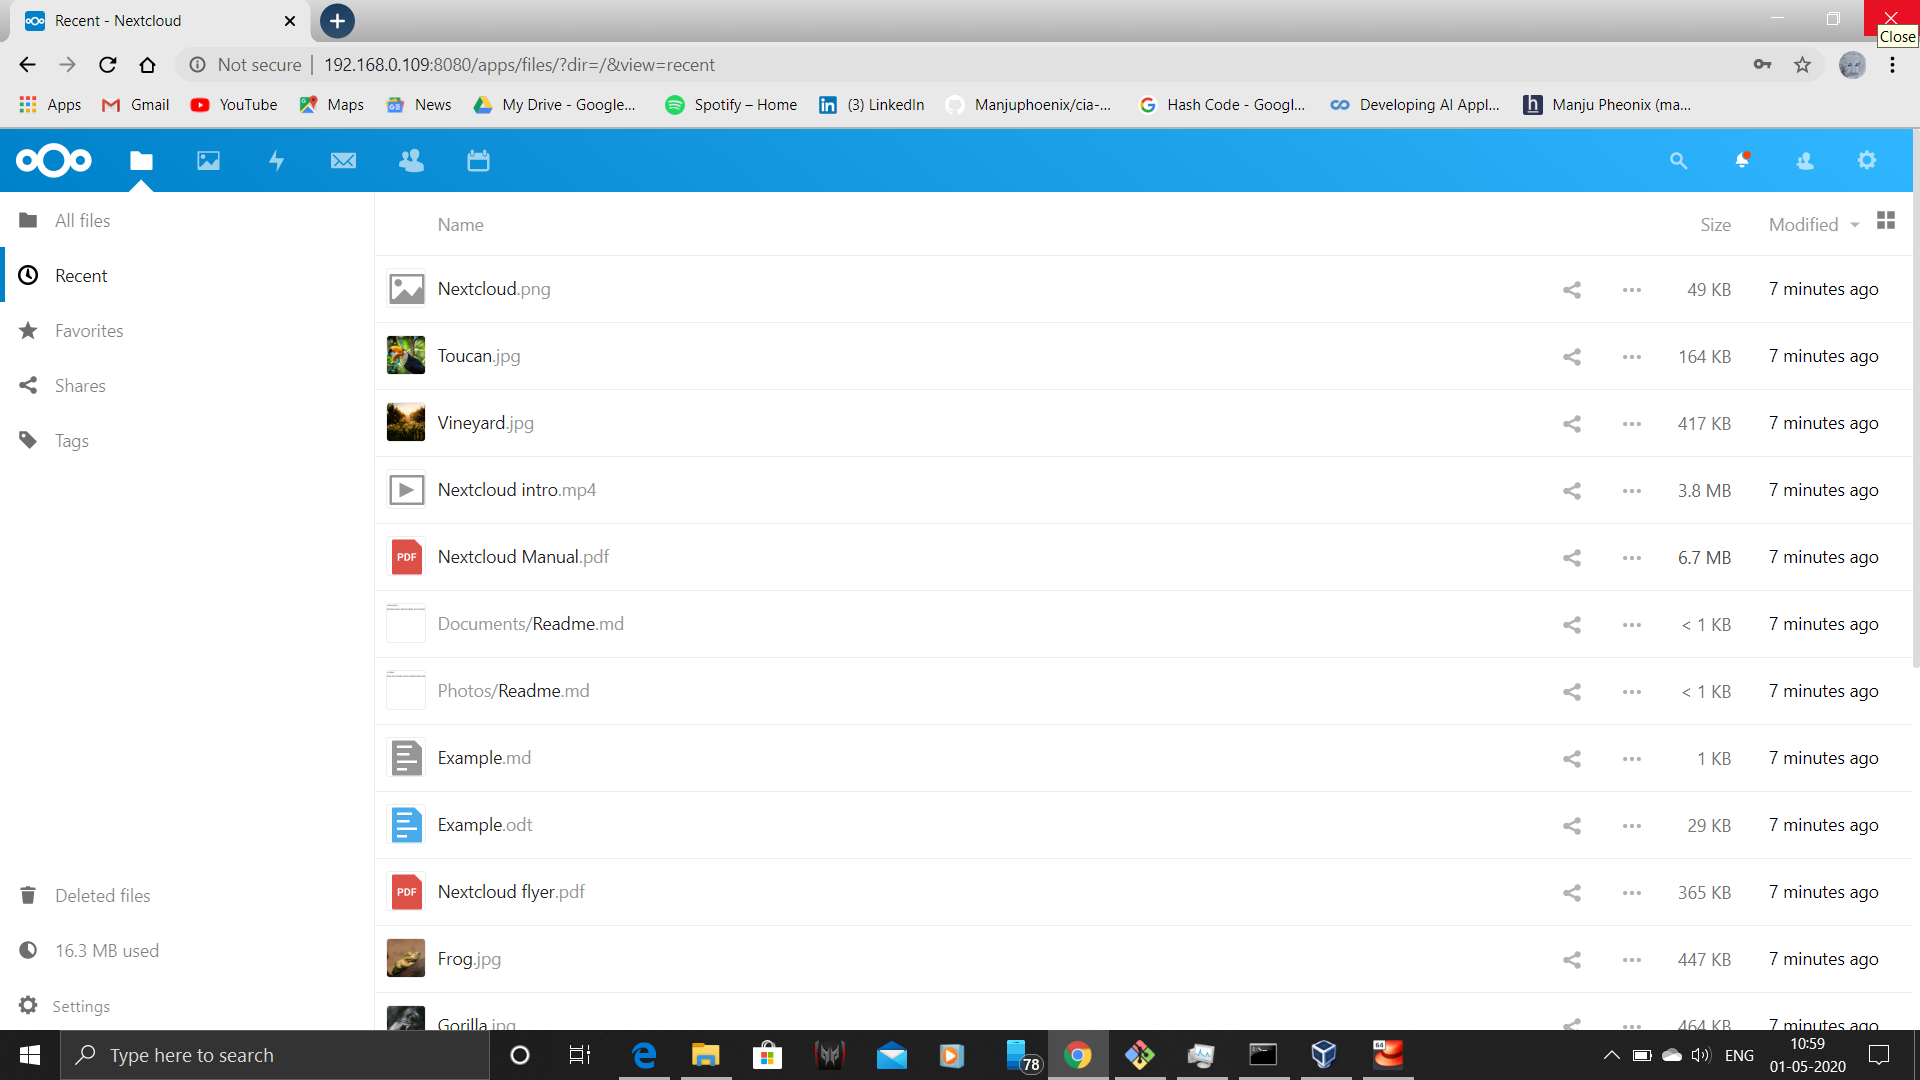 Recent - Nextcloud
Close
Not secure | 192.168.0.109:8080/apps/files/?dir=/&view=recent
Apps Gmail YouTube Maps News My Drive - Google... Spotify – Home (3) LinkedIn Manjuphoenix/cia-... Hash Code - Googl... Developing AI Appl... Manju Pheonix (ma...
All files
Recent
Favorites
Shares
Tags
Deleted files
16.3 MB used
Settings
Name Size Modified
Nextcloud.png 49 KB 7 minutes ago
Toucan.jpg 164 KB 7 minutes ago
Vineyard.jpg 417 KB 7 minutes ago
Nextcloud intro.mp4 3.8 MB 7 minutes ago
PDF Nextcloud Manual.pdf 6.7 MB 7 minutes ago
Documents/Readme.md < 1 KB 7 minutes ago
Photos/Readme.md < 1 KB 7 minutes ago
Example.md 1 KB 7 minutes ago
Example.odt 29 KB 7 minutes ago
PDF Nextcloud flyer.pdf 365 KB 7 minutes ago
Frog.jpg 447 KB 7 minutes ago
Gorilla.jpg 464 KB 7 minutes ago
Type here to search 78 64 ENG 10:59
01-05-2020